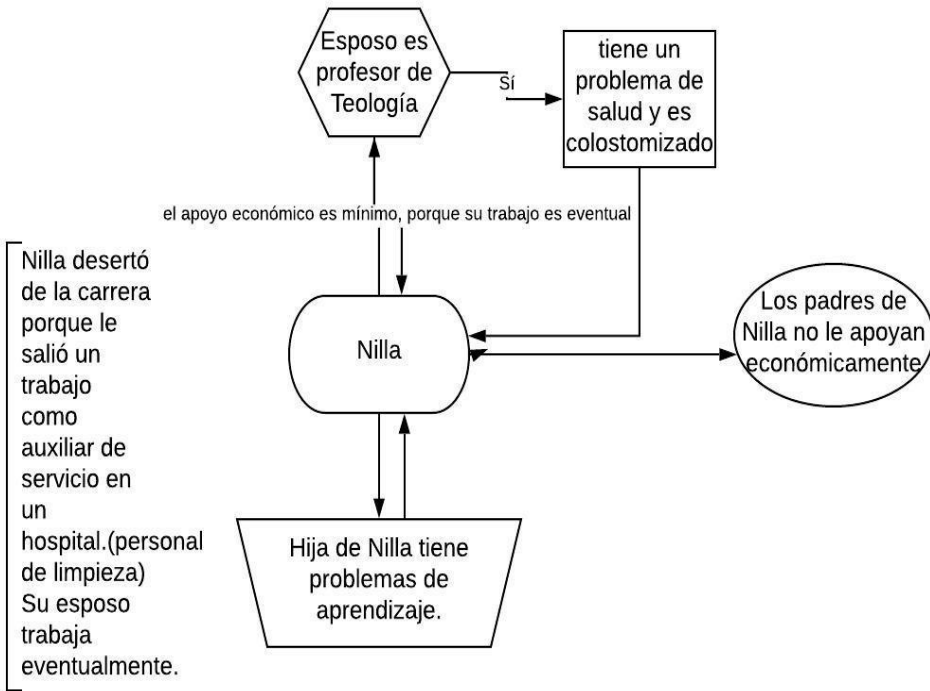 Esposo es
profesor de
Teología
Sí
tiene un
problema de
salud y es
colostomizado
el apoyo económico es mínimo, porque su trabajo es eventual
Nilla desertó
de la carrera
porque le
salió un
trabajo
como
auxiliar de
servicio en
un
hospital.(personal
de limpieza)
Su esposo
trabaja
eventualmente.
Nilla
Los padres de
Nilla no le apoyan
económicamente
Hija de Nilla tiene
problemas de
aprendizaje.